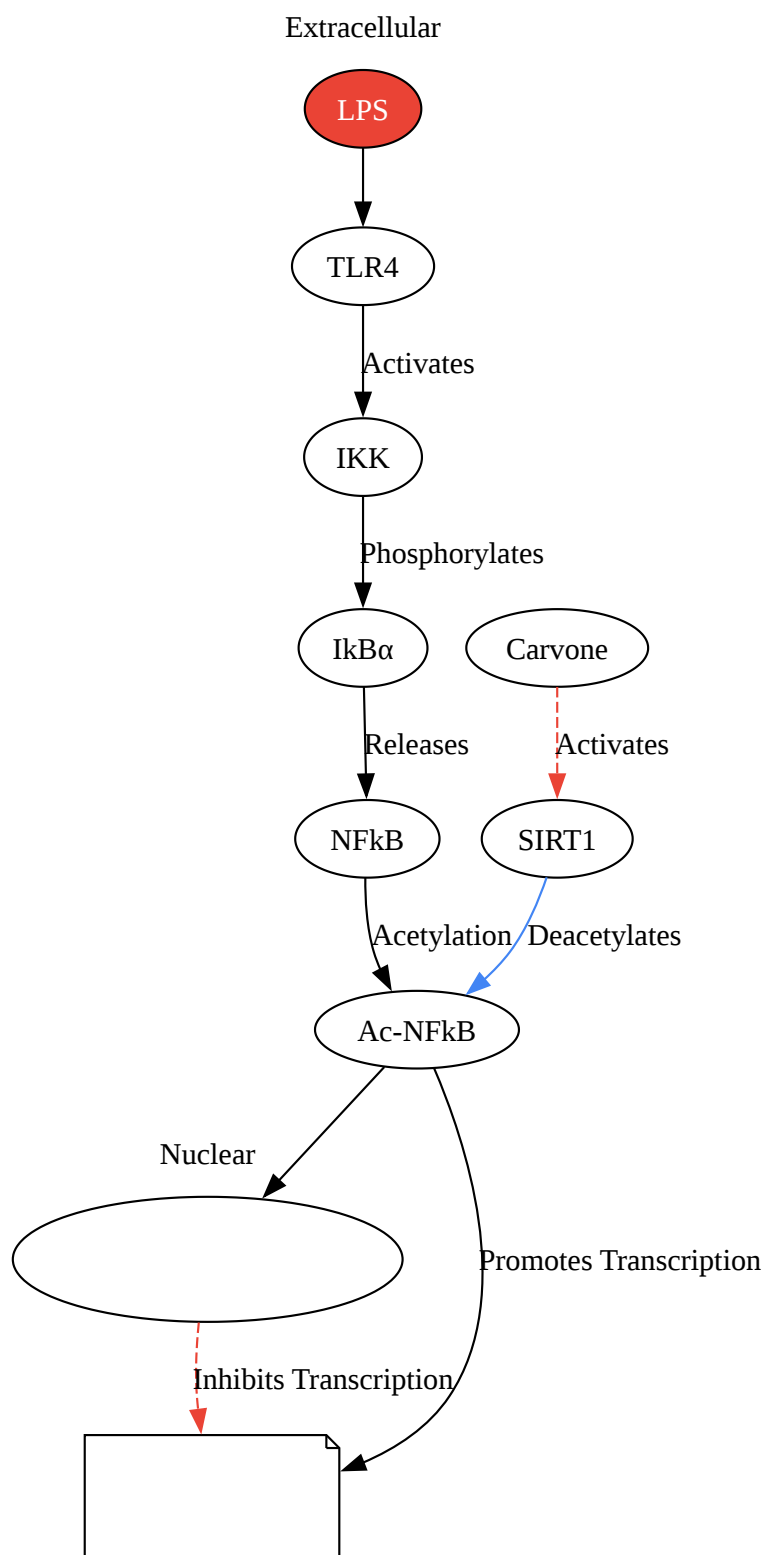 Extracellular
LPS
TLR4
Activates
IKK
Phosphorylates
IkBα
Carvone
Releases
Activates
NFkB
SIRT1
Acetylation
Deacetylates
Ac-NFkB
Nuclear
Promotes Transcription
Inhibits Transcription